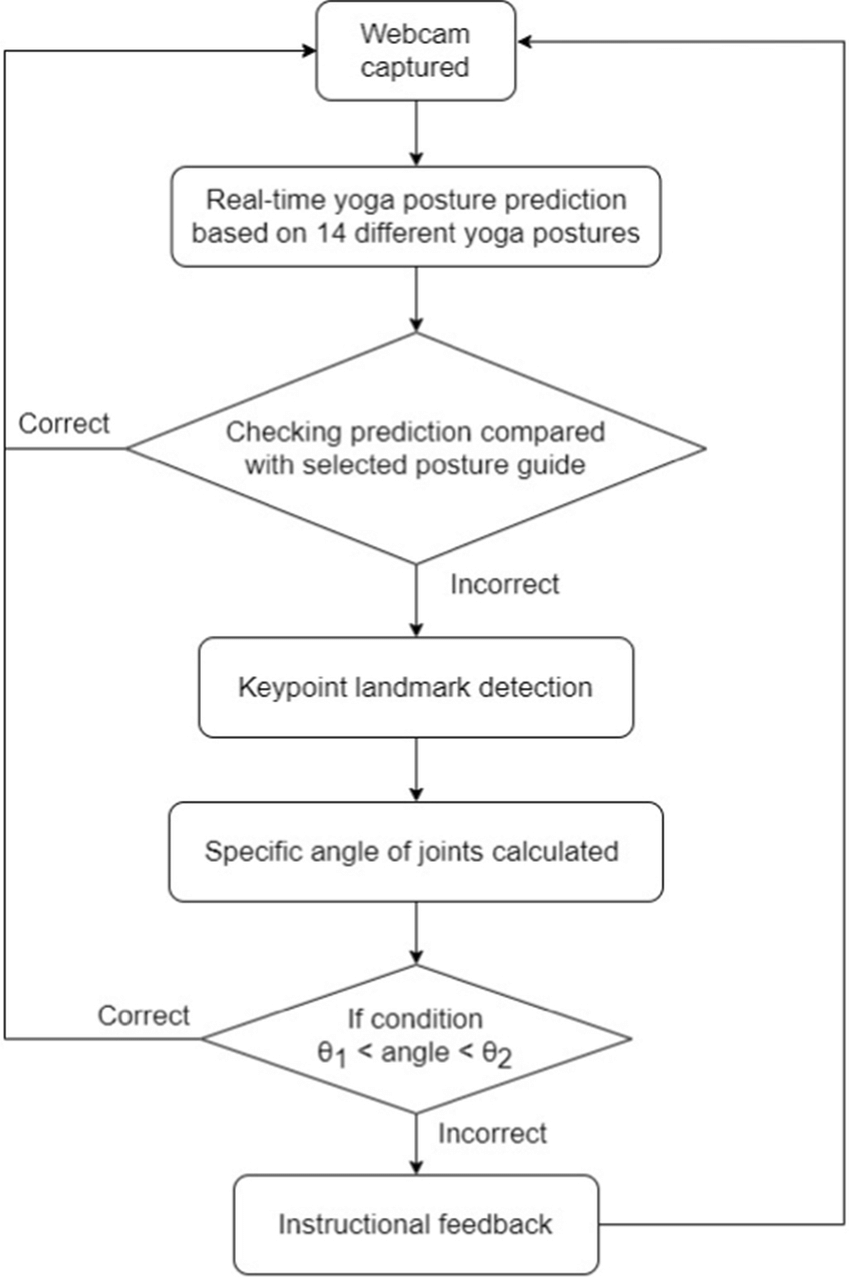 Webcam
captured
Real-time yoga posture prediction
based on 14 different yoga postures
Correct
Checking prediction compared
with selected posture guide
Incorrect
Keypoint landmark detection
Specific angle of joints calculated
Correct
If condition
θ₁ < angle < θ₂
Incorrect
Instructional feedback